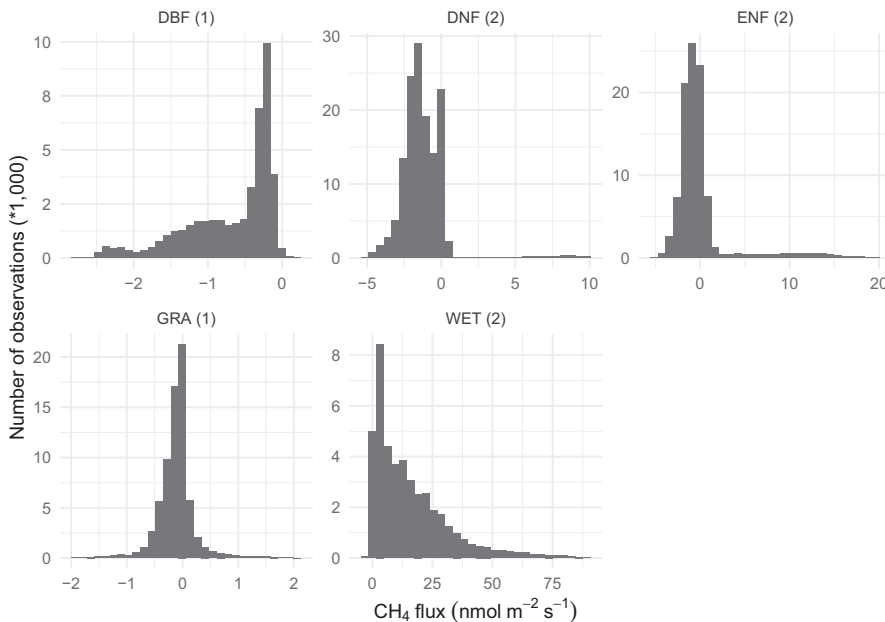 DBF (1) DNF (2) ENF (2)
10
8
5
2
0
−2 −1 0
30
20
10
0
−5 0 5 10
20
10
0
0 10 20
Number of observations (*1,000)
GRA (1) WET (2)
20
15
10
5
0
−2 −1 0 1 2
8
6
4
2
0
0 25 50 75
CH₄ flux (nmol m⁻² s⁻¹)